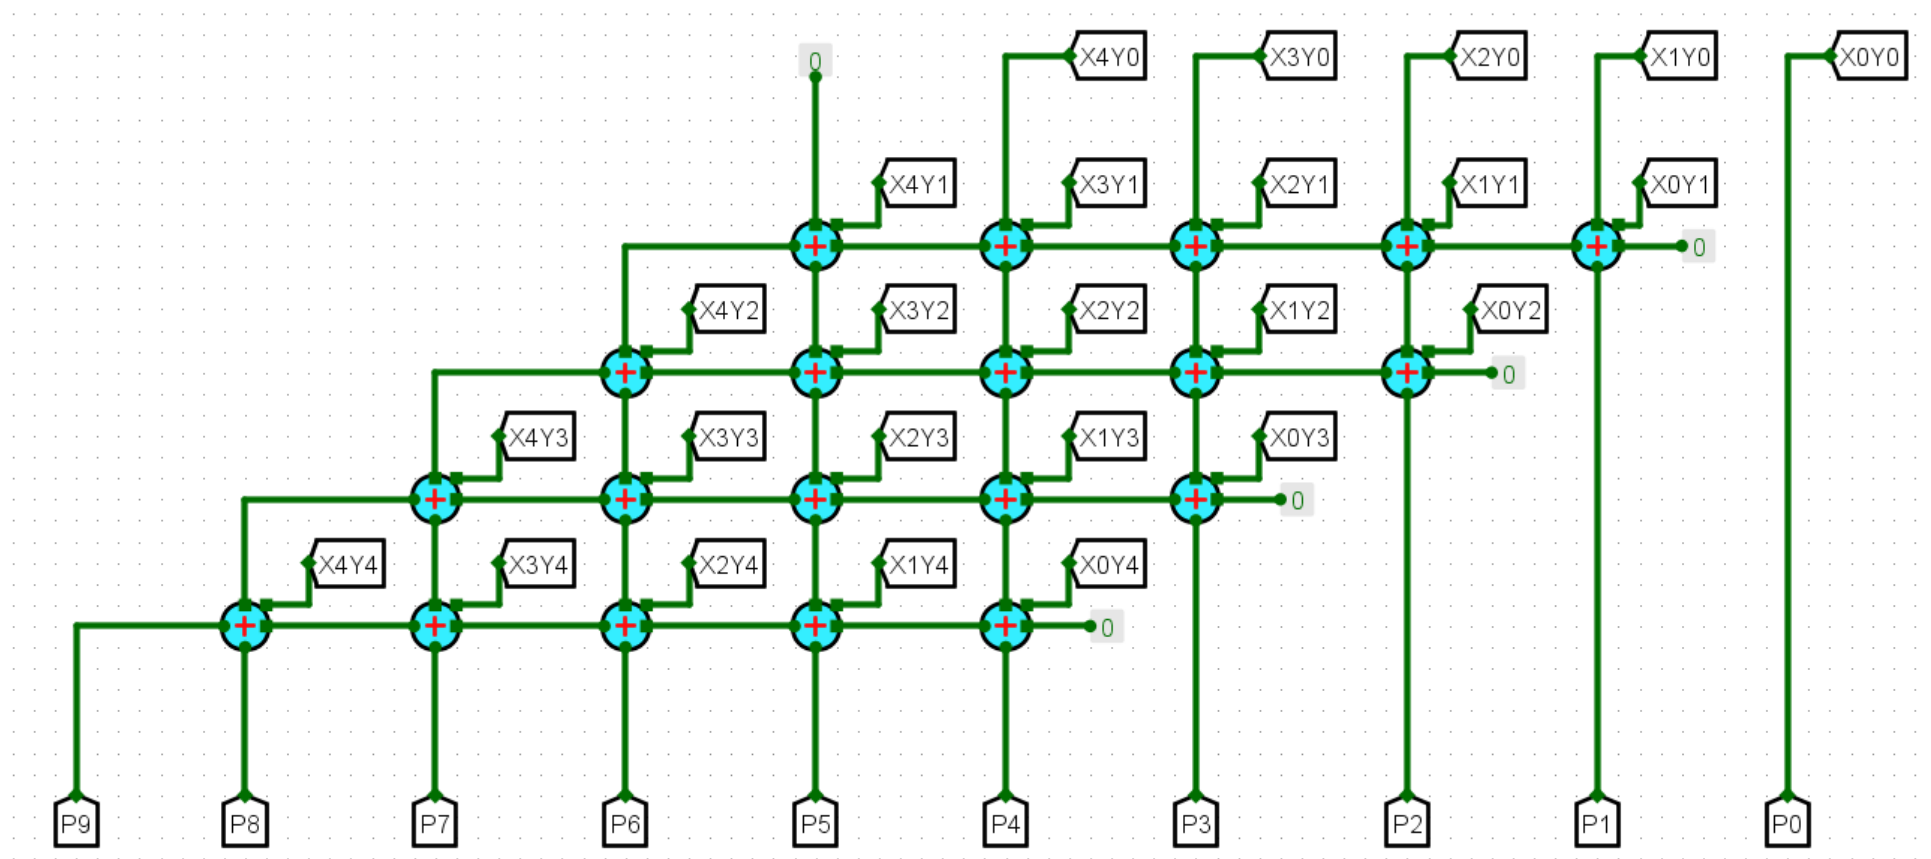 0 X4Y0 X3Y0 X2Y0 X1Y0 X0Y0
X4Y1 X3Y1 X2Y1 X1Y1 X0Y1
+ + + + + 0
X4Y2 X3Y2 X2Y2 X1Y2 X0Y2
+ + + + + 0
X4Y3 X3Y3 X2Y3 X1Y3 X0Y3
+ + + + + 0
X4Y4 X3Y4 X2Y4 X1Y4 X0Y4
+ + + + + 0
P9 P8 P7 P6 P5 P4 P3 P2 P1 P0